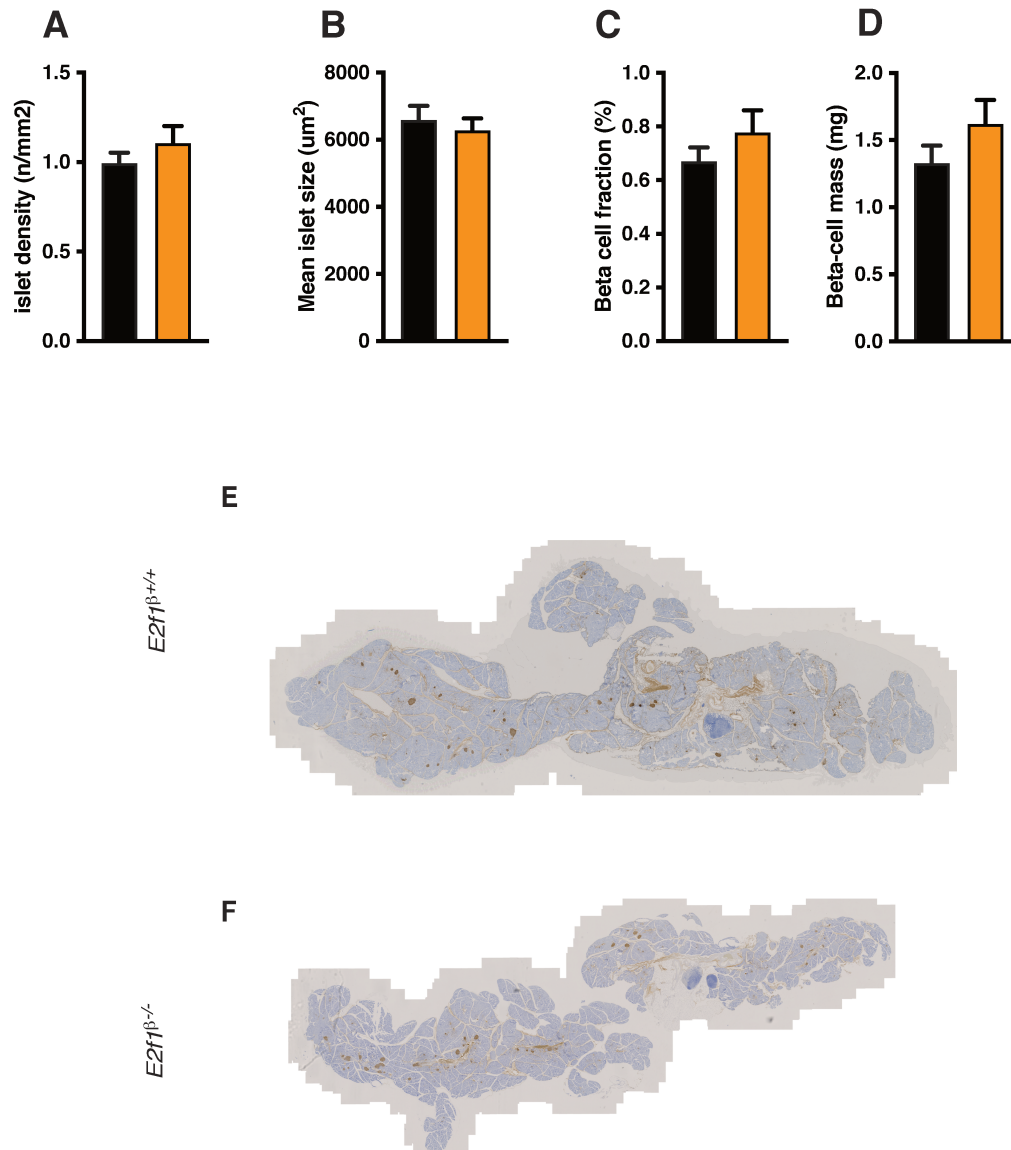 A
B
C
D
islet density (n/mm2)
1.5
1.0
0.5
0.0
Mean islet size (um²)
8000
6000
4000
2000
0
Beta cell fraction (%)
1.0
0.8
0.6
0.4
0.2
0.0
Beta-cell mass (mg)
2.0
1.5
1.0
0.5
0.0
E
E2f1β+/+
F
E2f1β-/-